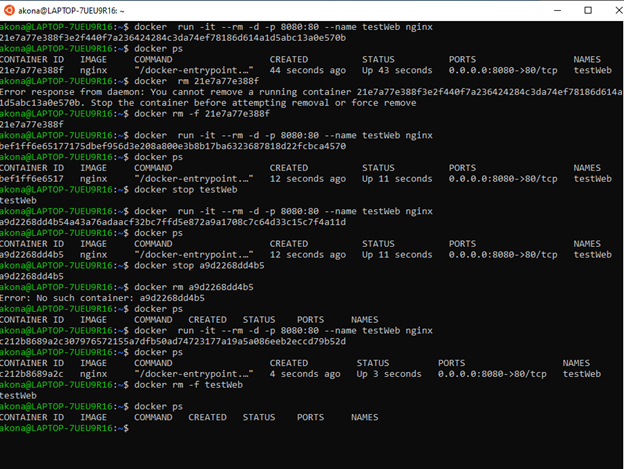 akona@LAPTOP-7UEU9R16: ~
akona@LAPTOP-7UEU9R16:~$ docker  run -it --rm -d -p 8080:80 --name testWeb nginx
21e7a77e388f3e2f440f7a236424284c3da74ef78186d614a1d5abc13a0e570b
akona@LAPTOP-7UEU9R16:~$ docker ps
CONTAINER ID   IMAGE     COMMAND                  CREATED          STATUS          PORTS                  NAMES
21e7a77e388f   nginx     "/docker-entrypoint.…"   44 seconds ago   Up 43 seconds   0.0.0.0:8080->80/tcp   testWeb
akona@LAPTOP-7UEU9R16:~$ docker  rm 21e7a77e388f
Error response from daemon: You cannot remove a running container 21e7a77e388f3e2f440f7a236424284c3da74ef78186d614a
1d5abc13a0e570b. Stop the container before attempting removal or force remove
akona@LAPTOP-7UEU9R16:~$ docker rm -f 21e7a77e388f
21e7a77e388f
akona@LAPTOP-7UEU9R16:~$ docker  run -it --rm -d -p 8080:80 --name testWeb nginx
bef1ff6e65177175dbef956d3e208a800e3b8b17ba6323687818d22fcbca4570
akona@LAPTOP-7UEU9R16:~$ docker ps
CONTAINER ID   IMAGE     COMMAND                  CREATED          STATUS          PORTS                  NAMES
bef1ff6e6517   nginx     "/docker-entrypoint.…"   12 seconds ago   Up 11 seconds   0.0.0.0:8080->80/tcp   testWeb
akona@LAPTOP-7UEU9R16:~$ docker stop testWeb
testWeb
akona@LAPTOP-7UEU9R16:~$ docker  run -it --rm -d -p 8080:80 --name testWeb nginx
a9d2268dd4b54a43a76adaacf32bc7ffd5e872a9a1708c7c64d33c15c7f4a11d
akona@LAPTOP-7UEU9R16:~$ docker ps
CONTAINER ID   IMAGE     COMMAND                  CREATED          STATUS          PORTS                  NAMES
a9d2268dd4b5   nginx     "/docker-entrypoint.…"   12 seconds ago   Up 11 seconds   0.0.0.0:8080->80/tcp   testWeb
akona@LAPTOP-7UEU9R16:~$ docker stop a9d2268dd4b5
a9d2268dd4b5
akona@LAPTOP-7UEU9R16:~$ docker rm a9d2268dd4b5
Error: No such container: a9d2268dd4b5
akona@LAPTOP-7UEU9R16:~$ docker ps
CONTAINER ID   IMAGE     COMMAND   CREATED   STATUS    PORTS     NAMES
akona@LAPTOP-7UEU9R16:~$ docker  run -it --rm -d -p 8080:80 --name testWeb nginx
c212b8689a2c307976572155a7dfb50ad74723177a19a5a086eeb2eccd79b52d
akona@LAPTOP-7UEU9R16:~$ docker ps
CONTAINER ID   IMAGE     COMMAND                  CREATED         STATUS         PORTS                  NAMES
c212b8689a2c   nginx     "/docker-entrypoint.…"   4 seconds ago   Up 3 seconds   0.0.0.0:8080->80/tcp   testWeb
akona@LAPTOP-7UEU9R16:~$ docker rm -f testWeb
testWeb
akona@LAPTOP-7UEU9R16:~$ docker ps
CONTAINER ID   IMAGE     COMMAND   CREATED   STATUS    PORTS     NAMES
akona@LAPTOP-7UEU9R16:~$